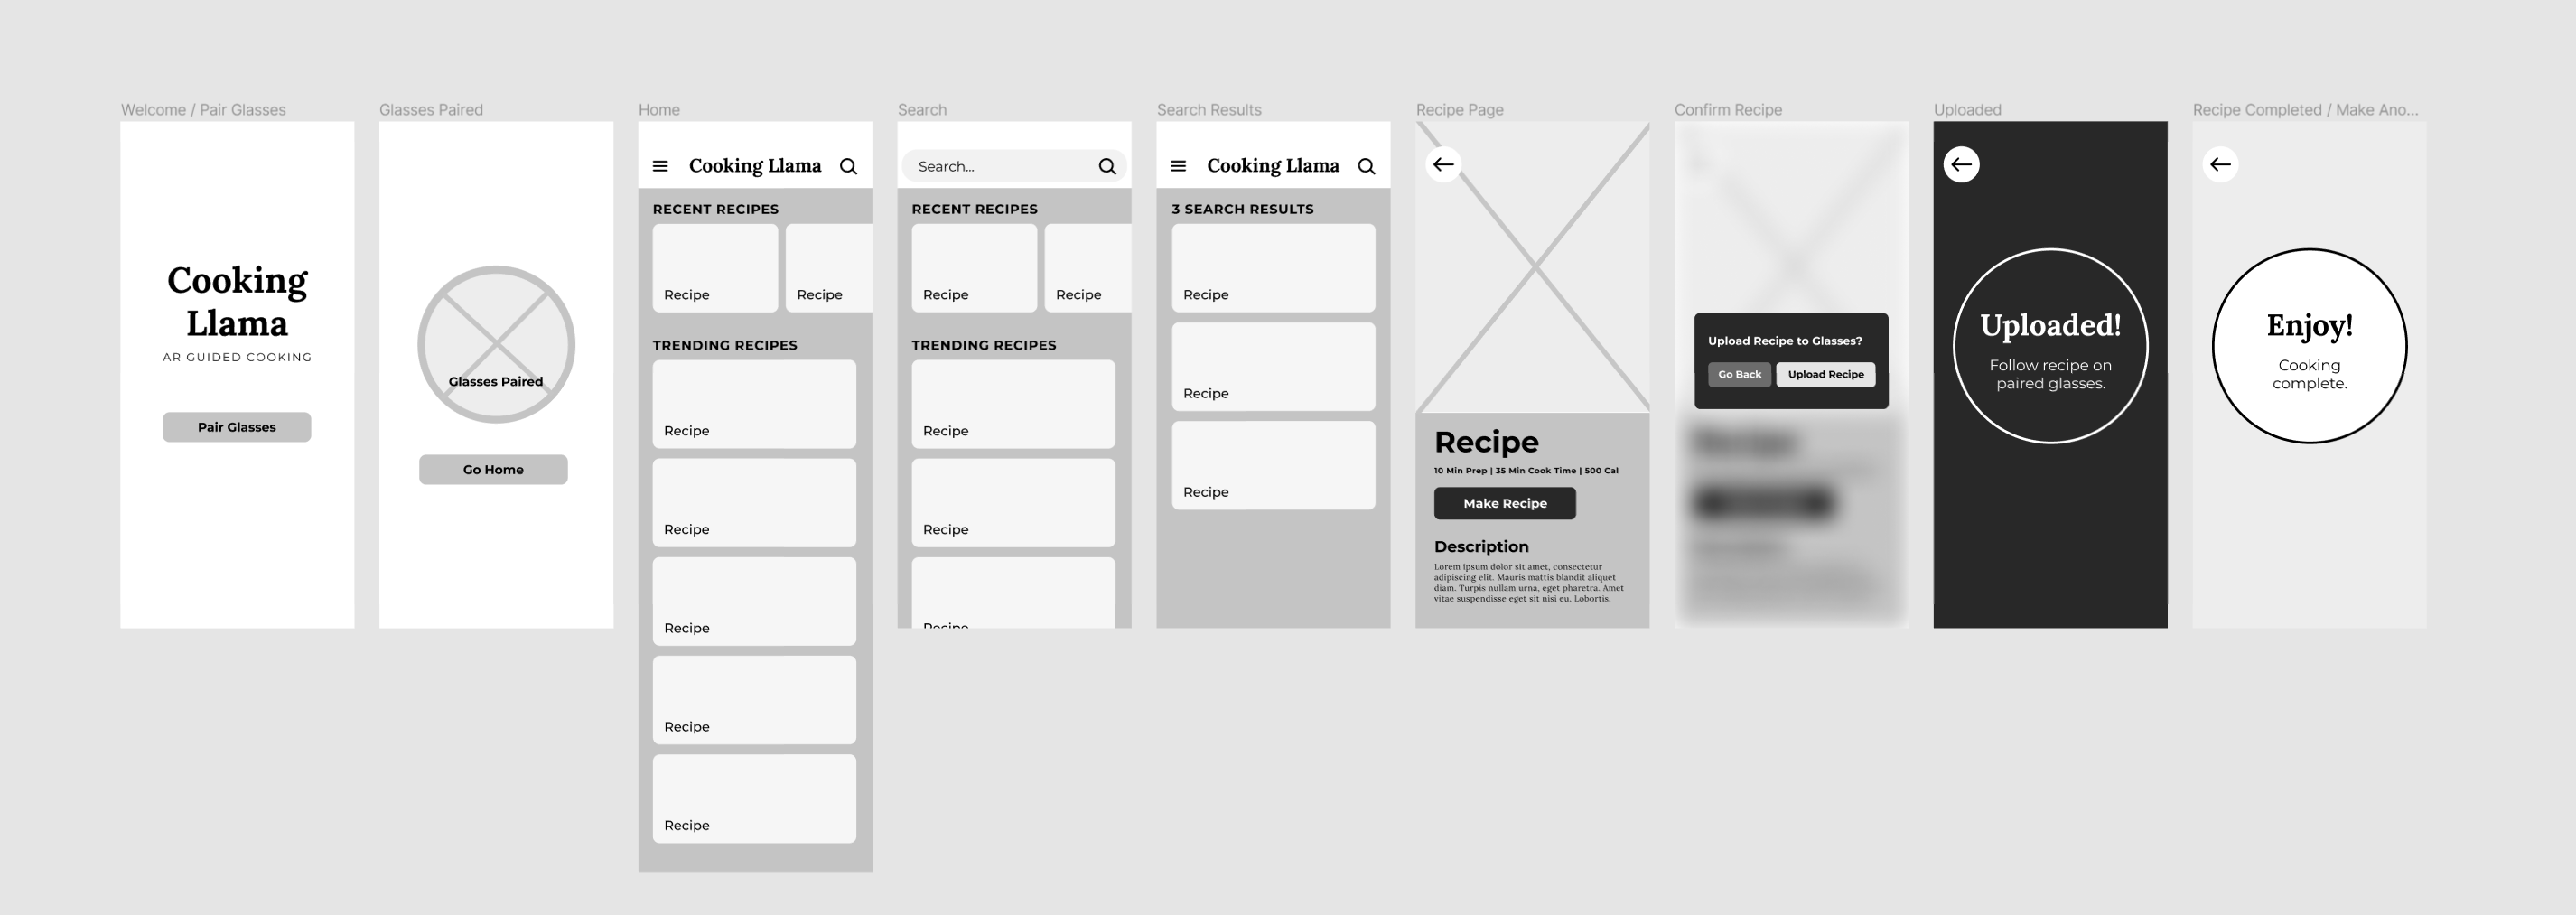 Welcome / Pair Glasses
Cooking
Llama
AR GUIDED COOKING
Pair Glasses
Glasses Paired
Glasses Paired
Go Home
Home
Cooking Llama
RECENT RECIPES
Recipe
Recipe
TRENDING RECIPES
Recipe
Recipe
Recipe
Recipe
Recipe
Search
Search...
RECENT RECIPES
Recipe
Recipe
TRENDING RECIPES
Recipe
Recipe
Recipe
Search Results
Cooking Llama
3 SEARCH RESULTS
Recipe
Recipe
Recipe
Recipe Page
Recipe
10 Min Prep | 35 Min Cook Time | 500 Cal
Make Recipe
Description
Lorem ipsum dolor sit amet, consectetur
adipiscing elit. Mauris mattis blandit aliquet
diam. Turpis nullam urna, eget pharetra. Amet
vitae suspendisse eget sit nisi eu. Lobortis.
Confirm Recipe
Upload Recipe to Glasses?
Go Back
Upload Recipe
Uploaded
Uploaded!
Follow recipe on
paired glasses.
Recipe Completed / Make Ano...
Enjoy!
Cooking
complete.